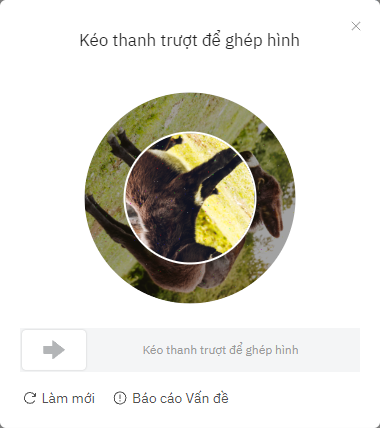 Kéo thanh trượt để ghép hình
Kéo thanh trượt để ghép hình
Làm mới
Báo cáo Vấn đề